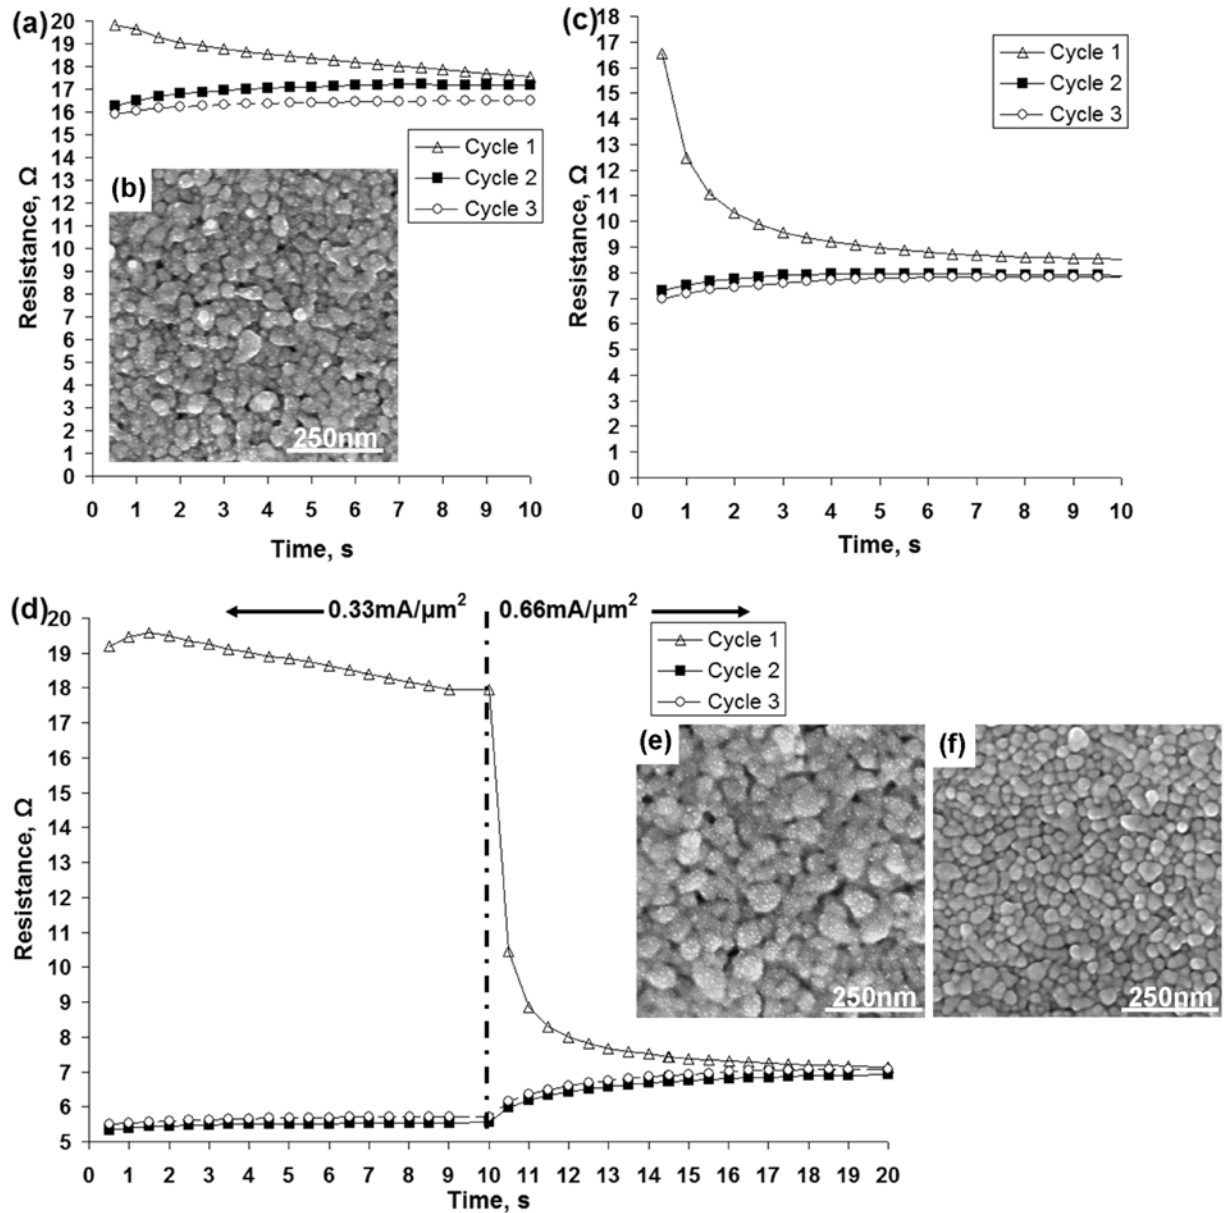 (a)
20
19
18
17
16
15
14
13
12
11
10
9
8
7
6
5
4
3
2
1
0
Resistance, Ω
Cycle 1
Cycle 2
Cycle 3
(b)
250nm
0 1 2 3 4 5 6 7 8 9 10
Time, s
(c)
18
17
16
15
14
13
12
11
10
9
8
7
6
5
4
3
2
1
0
Resistance, Ω
Cycle 1
Cycle 2
Cycle 3
0 1 2 3 4 5 6 7 8 9 10
Time, s
(d)
0.33mA/µm²
0.66mA/µm²
20
19
18
17
16
15
14
13
12
11
10
9
8
7
6
5
Resistance, Ω
Cycle 1
Cycle 2
Cycle 3
(e)
250nm
(f)
250nm
0 1 2 3 4 5 6 7 8 9 10 11 12 13 14 15 16 17 18 19 20
Time, s